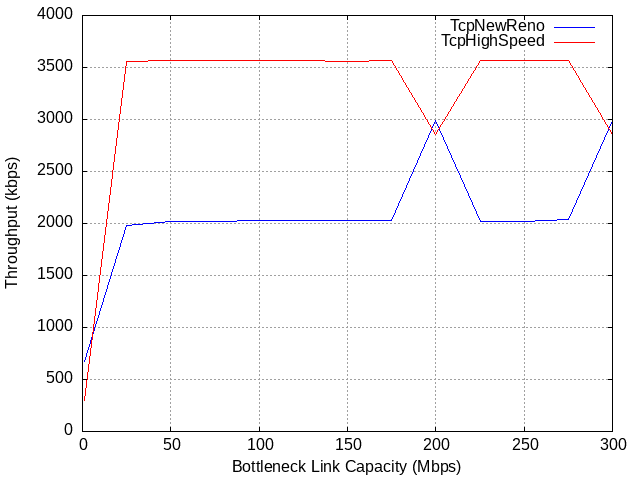 4000
3500
3000
2500
2000
1500
1000
500
0
Throughput (kbps)
TcpNewReno
TcpHighSpeed
0 50 100 150 200 250 300
Bottleneck Link Capacity (Mbps)